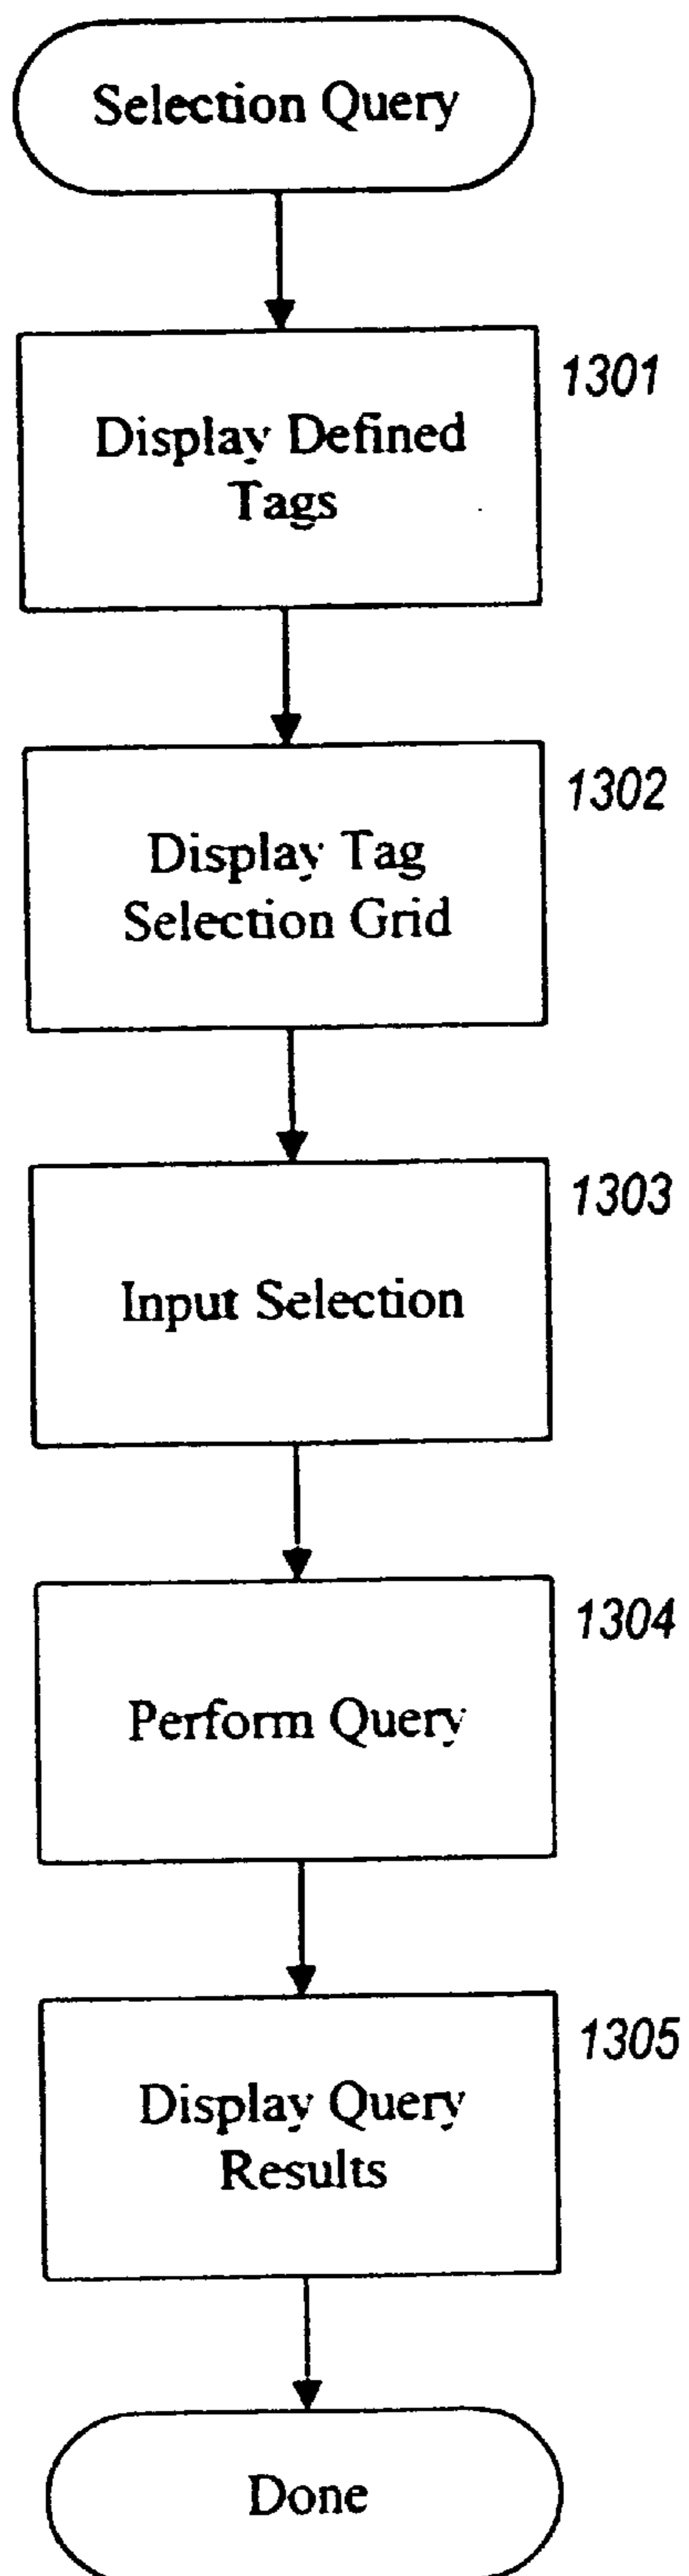 Selection Query
1301
Display Defined
Tags
1302
Display Tag
Selection Grid
1303
Input Selection
1304
Perform Query
1305
Display Query
Results
Done